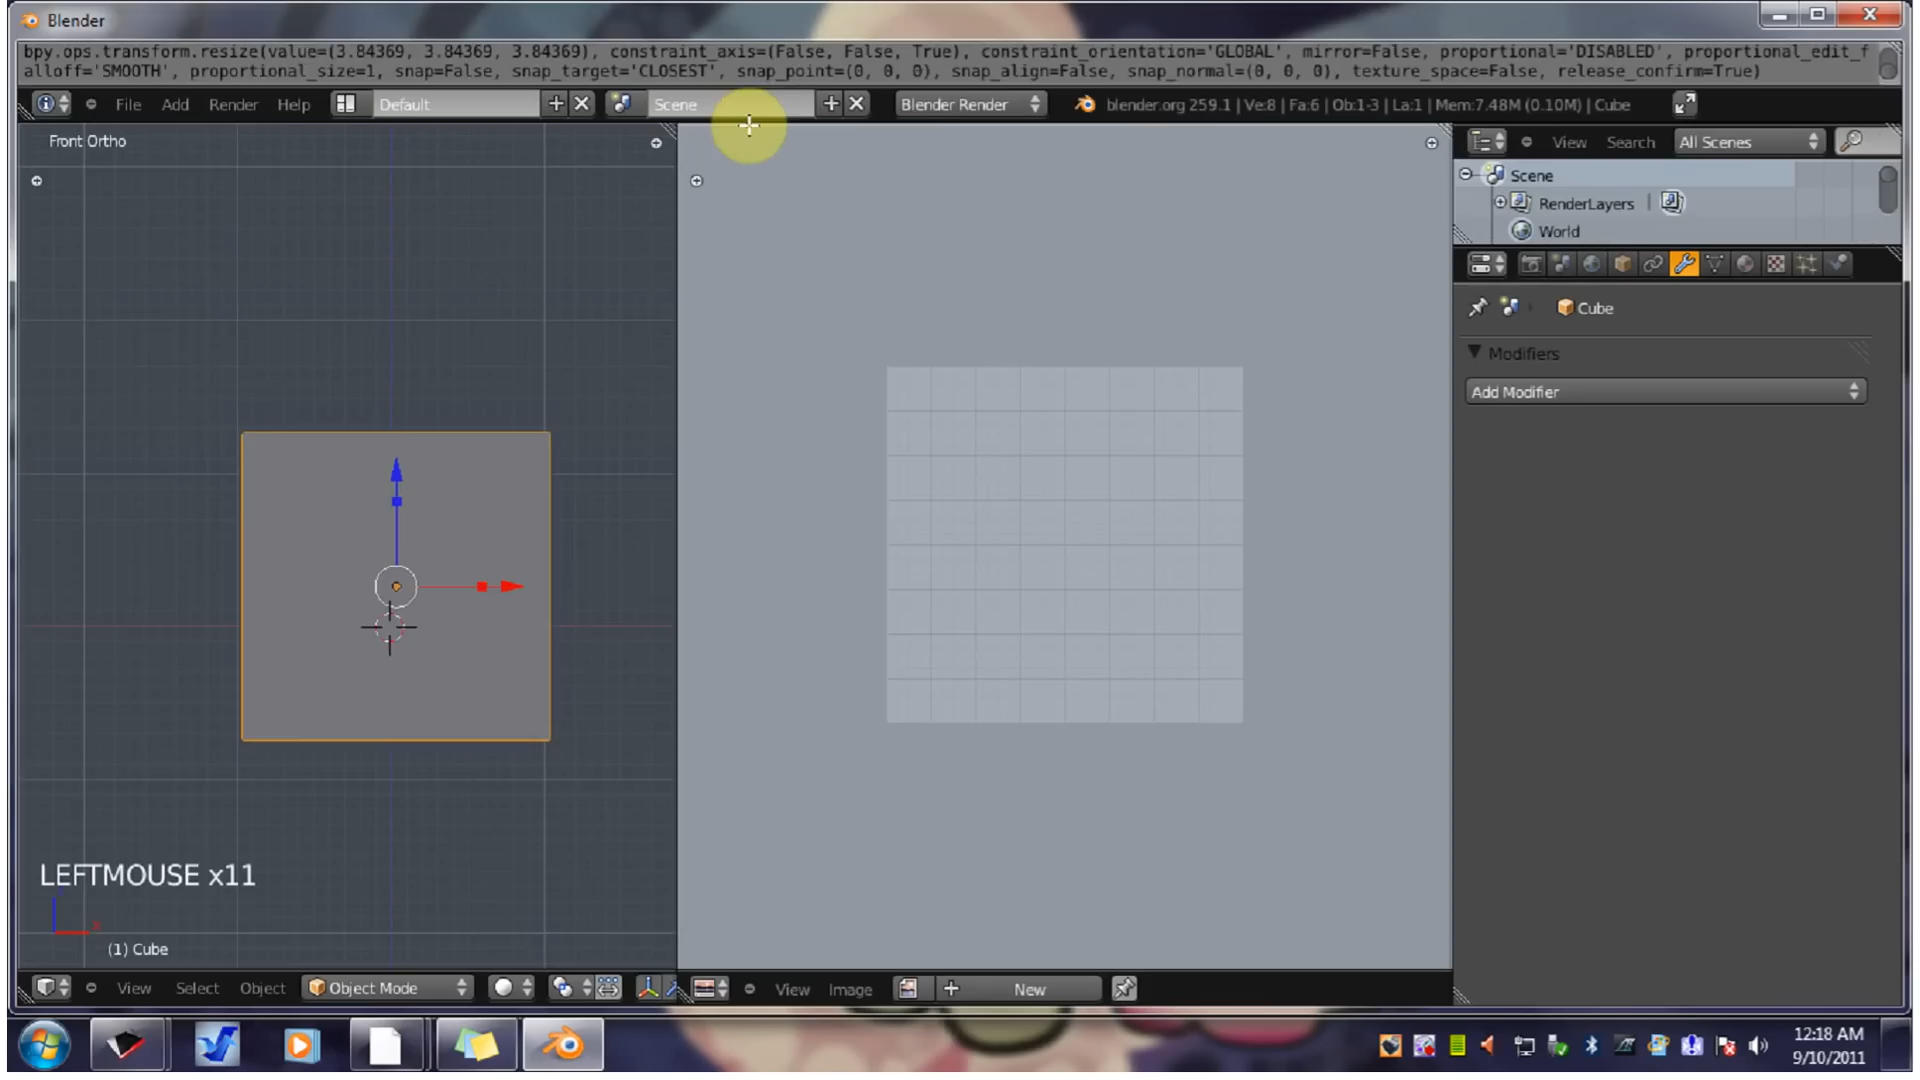 Blender
bpy.ops.transform.resize(value=(3.84369, 3.84369, 3.84369), constraint_axis=(False, False, True), constraint_orientation='GLOBAL', mirror=False, proportional='DISABLED', proportional_edit_f
alloff='SMOOTH', proportional_size=1, snap=False, snap_target='CLOSEST', snap_point=(0, 0, 0), snap_align=False, snap_normal=(0, 0, 0), texture_space=False, release_confirm=True)
File Add Render Help Default Scene Blender Render blender.org 259.1 | Ve:8 | Fa:6 | Ob:1-3 | La:1 | Mem:7.48M (0.10M) | Cube
Front Ortho
View Search All Scenes
Scene
RenderLayers
World
Cube
Modifiers
Add Modifier
LEFTMOUSE x11
(1) Cube
View Select Object Object Mode
View Image New
12:18 AM
9/10/2011